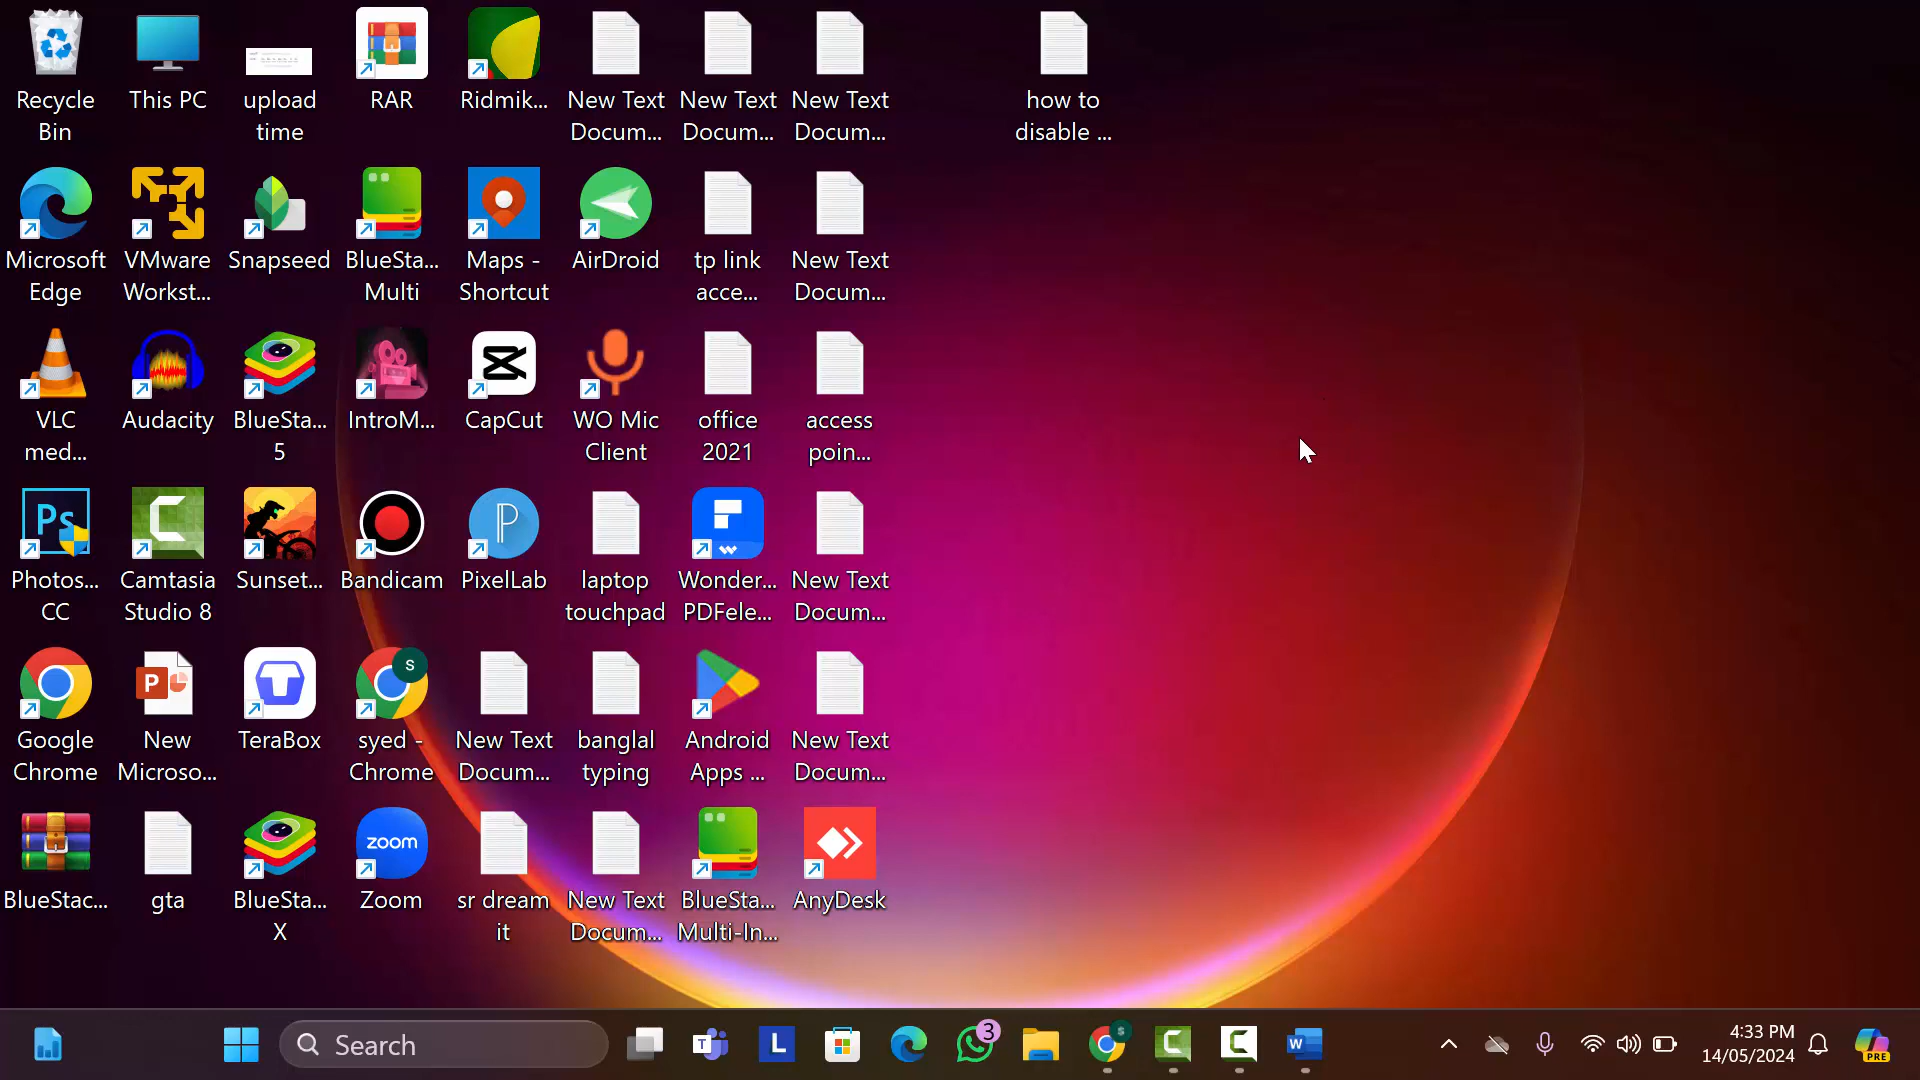 Recycle
Bin
This PC
upload
time
RAR
Ridmik...
New Text
Docum...
New Text
Docum...
New Text
Docum...
how to
disable ...
Microsoft
Edge
VMware
Workst...
Snapseed
BlueSta...
Multi
Maps -
Shortcut
AirDroid
tp link
acce...
New Text
Docum...
VLC
med...
Audacity
BlueSta...
5
IntroM...
CapCut
WO Mic
Client
office
2021
access
poin...
Ps
Photos...
CC
Camtasia
Studio 8
Sunset...
Bandicam
PixelLab
laptop
touchpad
Wonder...
PDFele...
New Text
Docum...
Google
Chrome
P
New
Microso...
TeraBox
S
syed -
Chrome
New Text
Docum...
banglal
typing
Android
Apps ...
New Text
Docum...
BlueStac...
gta
BlueSta...
X
zoom
Zoom
sr dream
it
New Text
Docum...
BlueSta...
Multi-In...
AnyDesk
Search
T
L
3
S
W
4:33 PM
14/05/2024
PRE